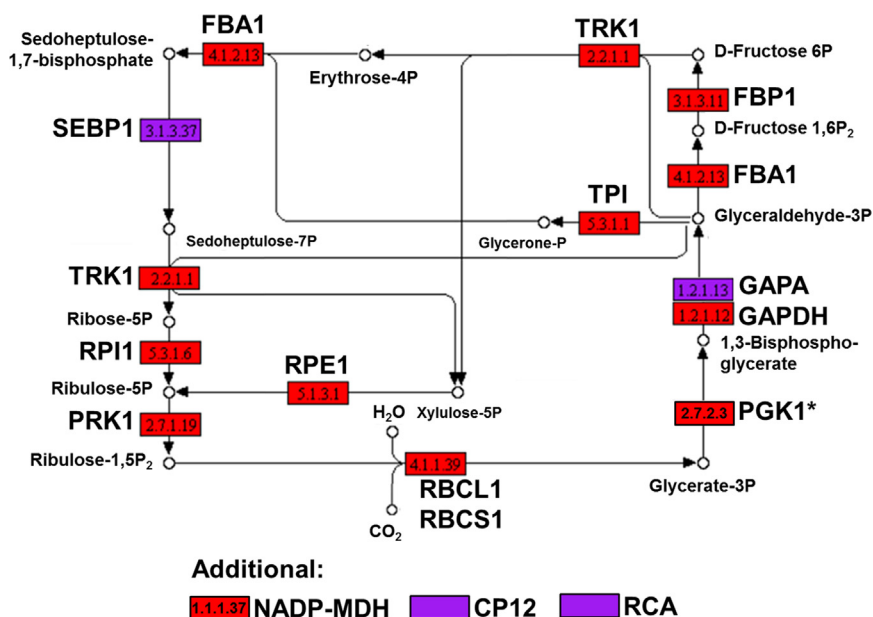 FBA1
TRK1
Sedoheptulose-
1,7-bisphosphate
4.1.2.13
Erythrose-4P
2.2.1.1
D-Fructose 6P
3.1.3.11
FBP1
SEBP1
3.1.3.37
D-Fructose 1,6P₂
4.1.2.13
FBA1
TPI
5.3.1.1
Glyceraldehyde-3P
Glycerone-P
Sedoheptulose-7P
TRK1
2.2.1.1
1.2.1.13
GAPA
1.2.1.12
GAPDH
Ribose-5P
1,3-Bisphospho-
glycerate
RPI1
5.3.1.6
RPE1
Ribulose-5P
5.1.3.1
Xylulose-5P
PRK1
2.7.1.19
H₂O
2.7.2.3
PGK1*
Ribulose-1,5P₂
4.1.1.39
Glycerate-3P
RBCL1
RBCS1
CO₂
Additional:
1.1.1.37 NADP-MDH
CP12
RCA